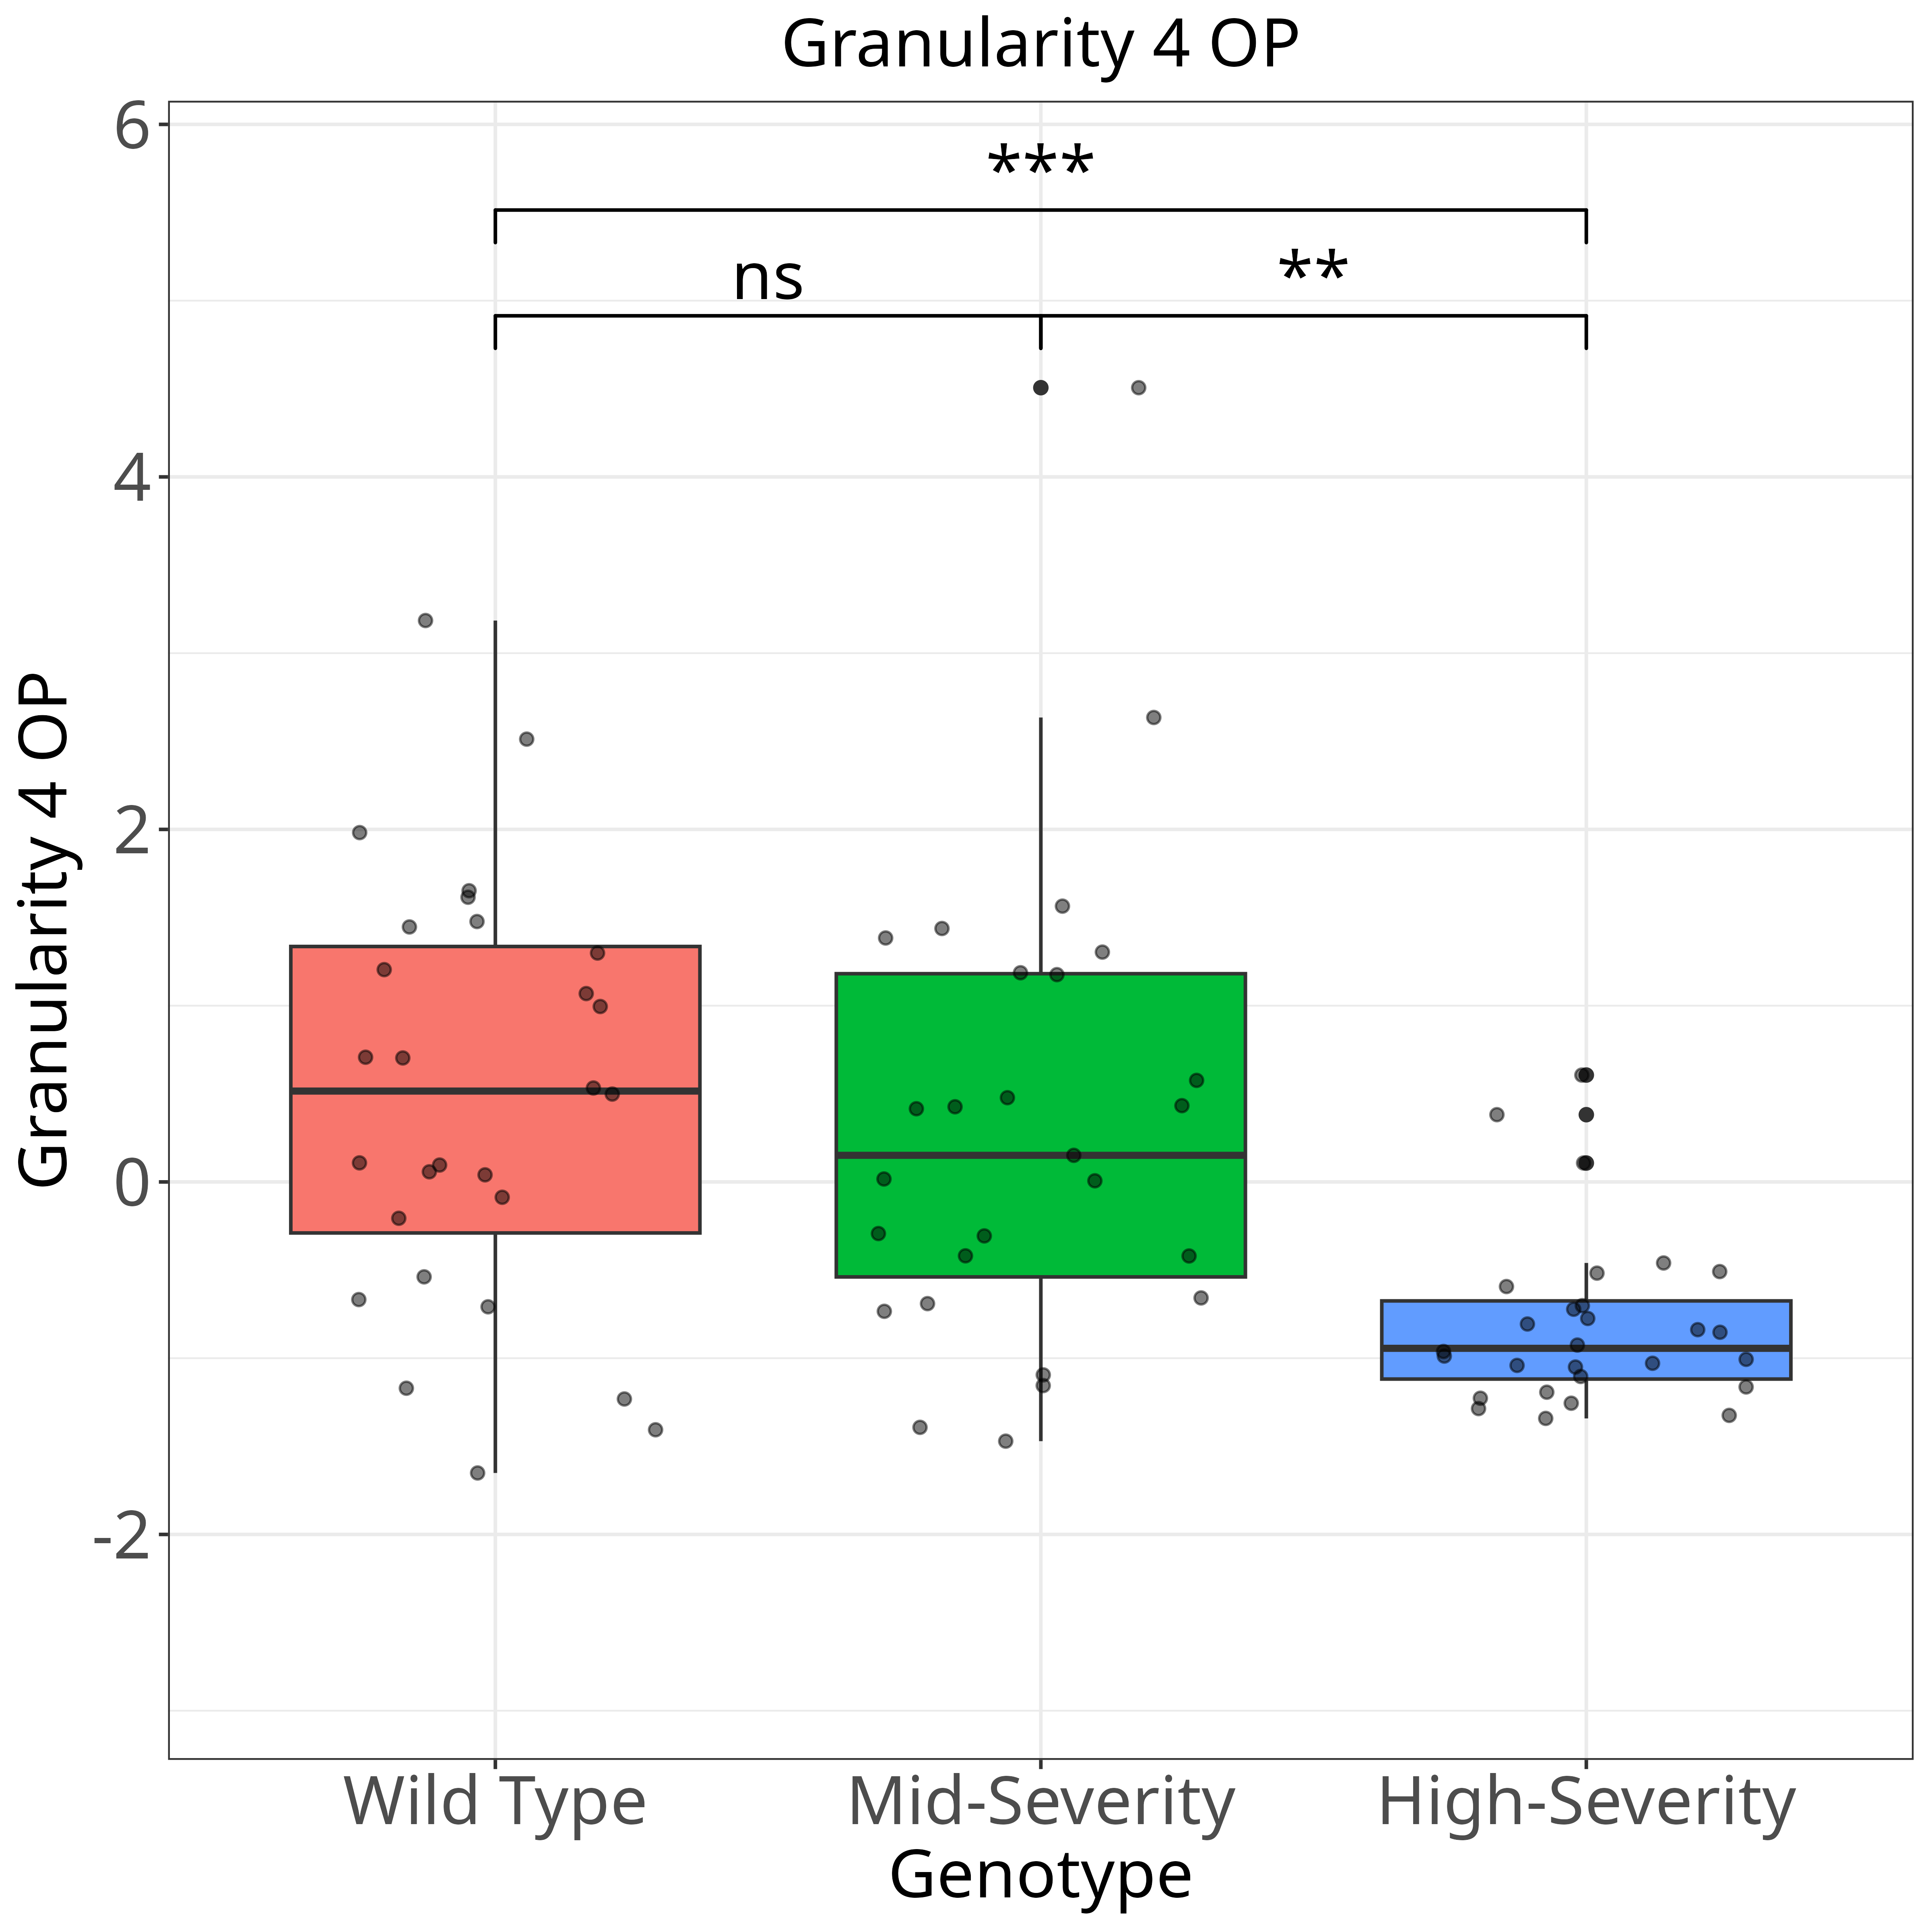 Granularity 4 OP
6
***
ns
**
4
2
0
-2
Granularity 4 OP
Wild Type
Mid-Severity
High-Severity
Genotype